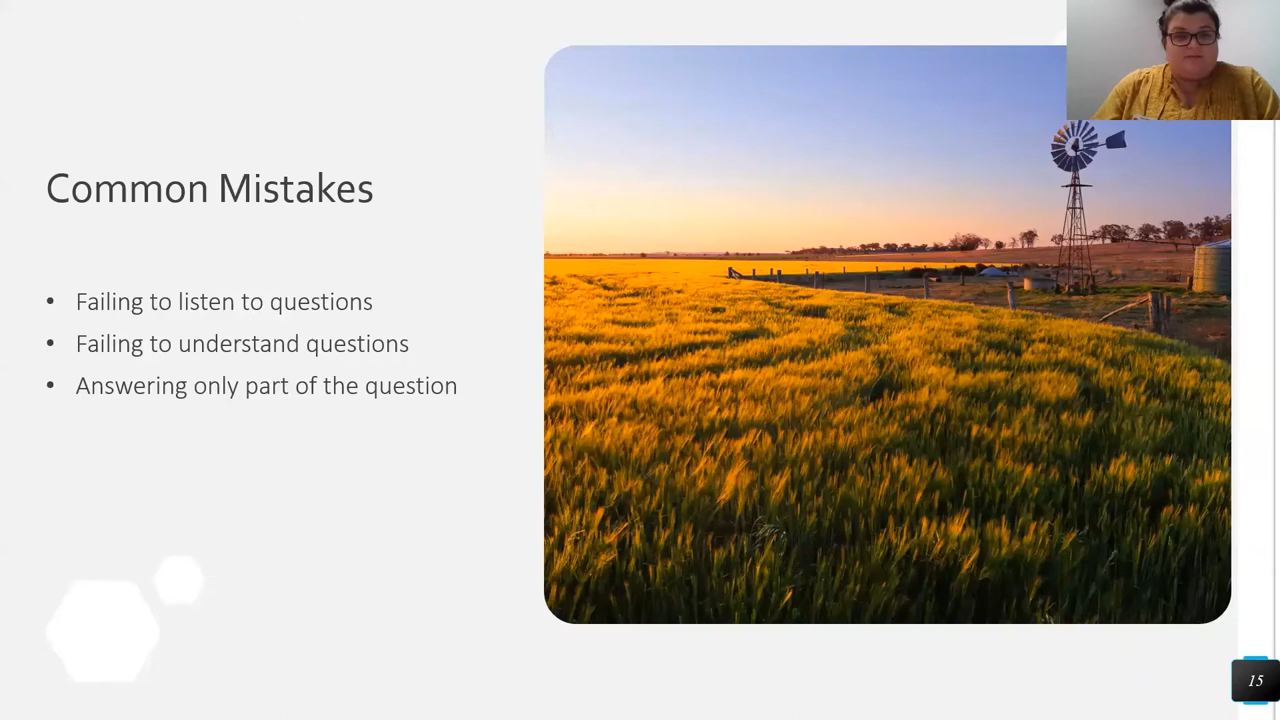 Common Mistakes
• Failing to listen to questions
• Failing to understand questions
• Answering only part of the question
15